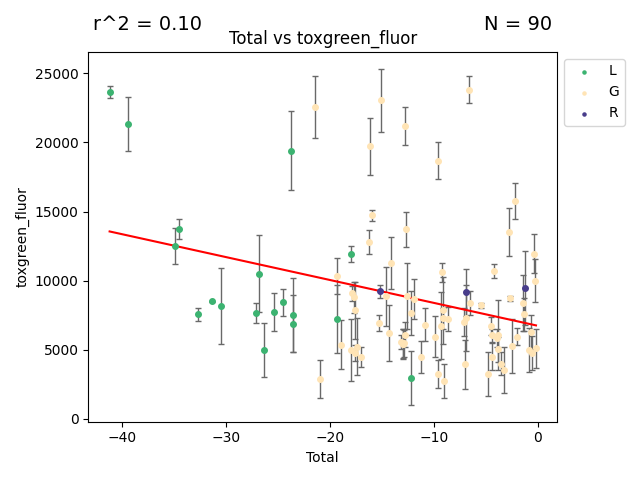 r^2 = 0.10
N = 90
Total vs toxgreen_fluor
25000
20000
15000
10000
5000
0
toxgreen_fluor
−40
−30
−20
−10
0
Total
L
G
R